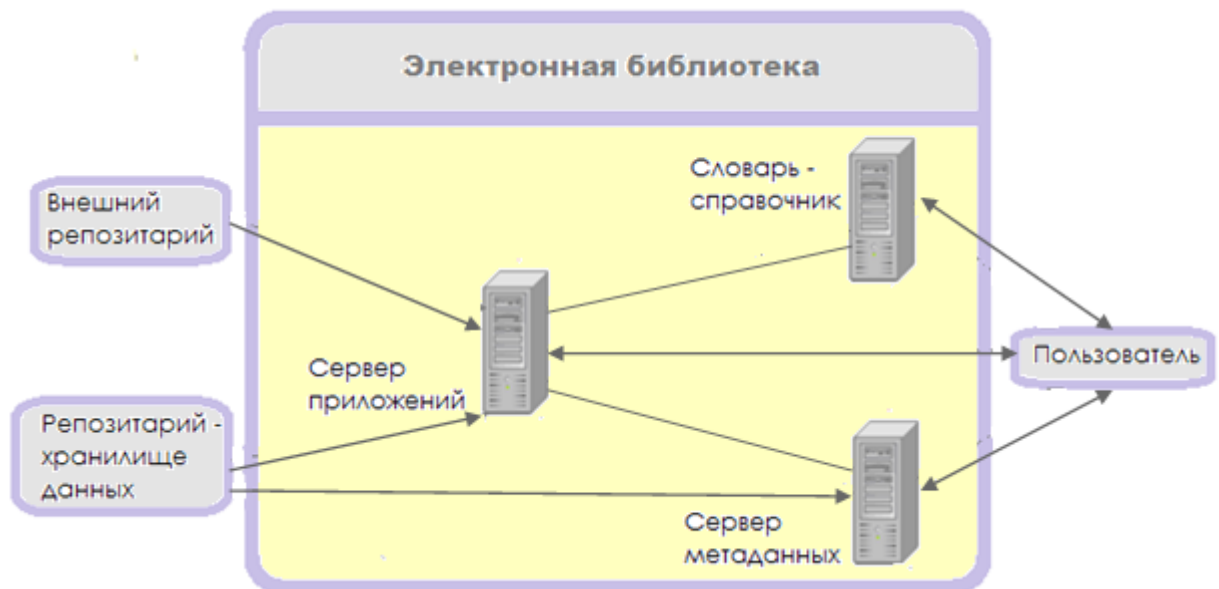 Электронная библиотека
Словарь -
справочник
Внешний
репозитарий
Сервер
приложений
Пользователь
Репозитарий -
хранилище
данных
Сервер
метаданных